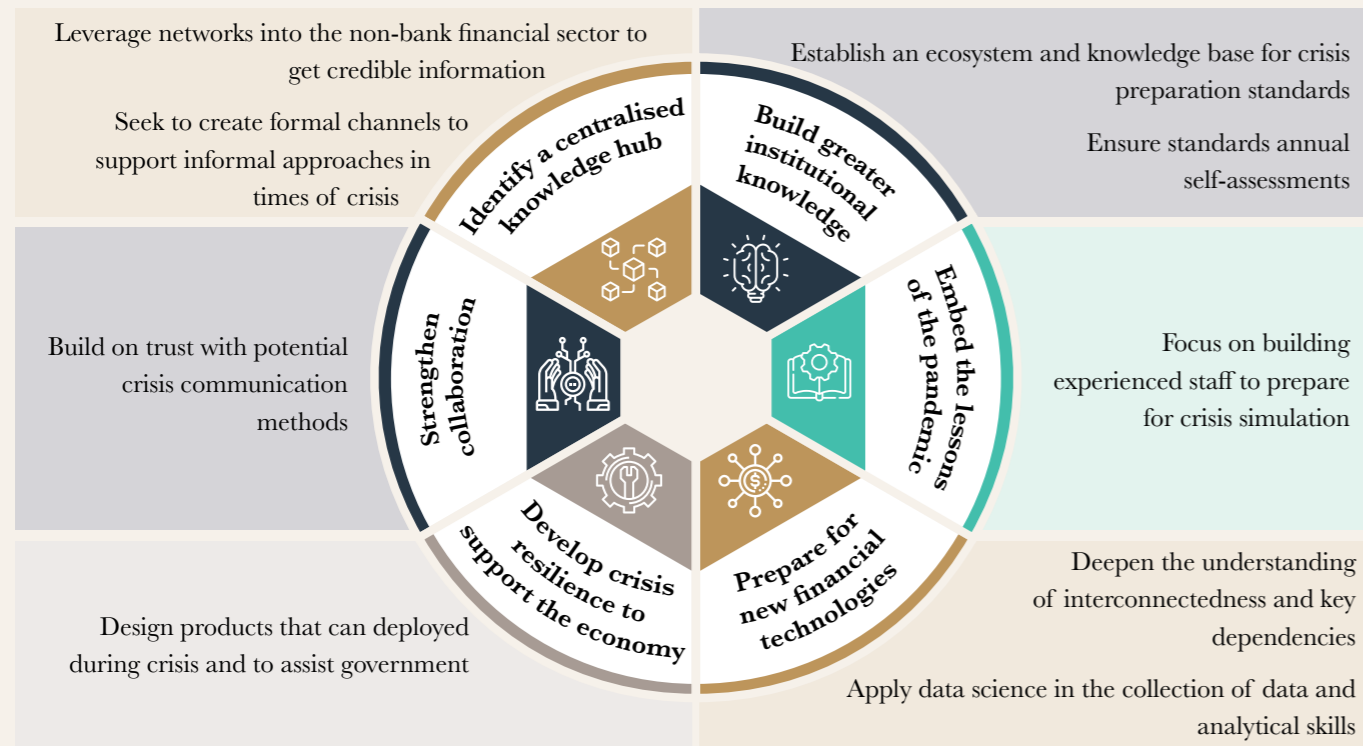 Leverage networks into the non-bank financial sector to
get credible information
Seek to create formal channels to
support informal approaches in
times of crisis
Identify a centralised
knowledge hub
Build greater
institutional
knowledge
Establish an ecosystem and knowledge base for crisis
preparation standards
Ensure standards annual
self-assessments
Build on trust with potential
crisis communication
methods
Strengthen
collaboration
Embed the lessons
of the pandemic
Focus on building
experienced staff to prepare
for crisis simulation
Design products that can deployed
during crisis and to assist government
Develop crisis
resilience to
support the economy
$
Prepare for
new financial
technologies
Deepen the understanding
of interconnectedness and key
dependencies
Apply data science in the collection of data and
analytical skills